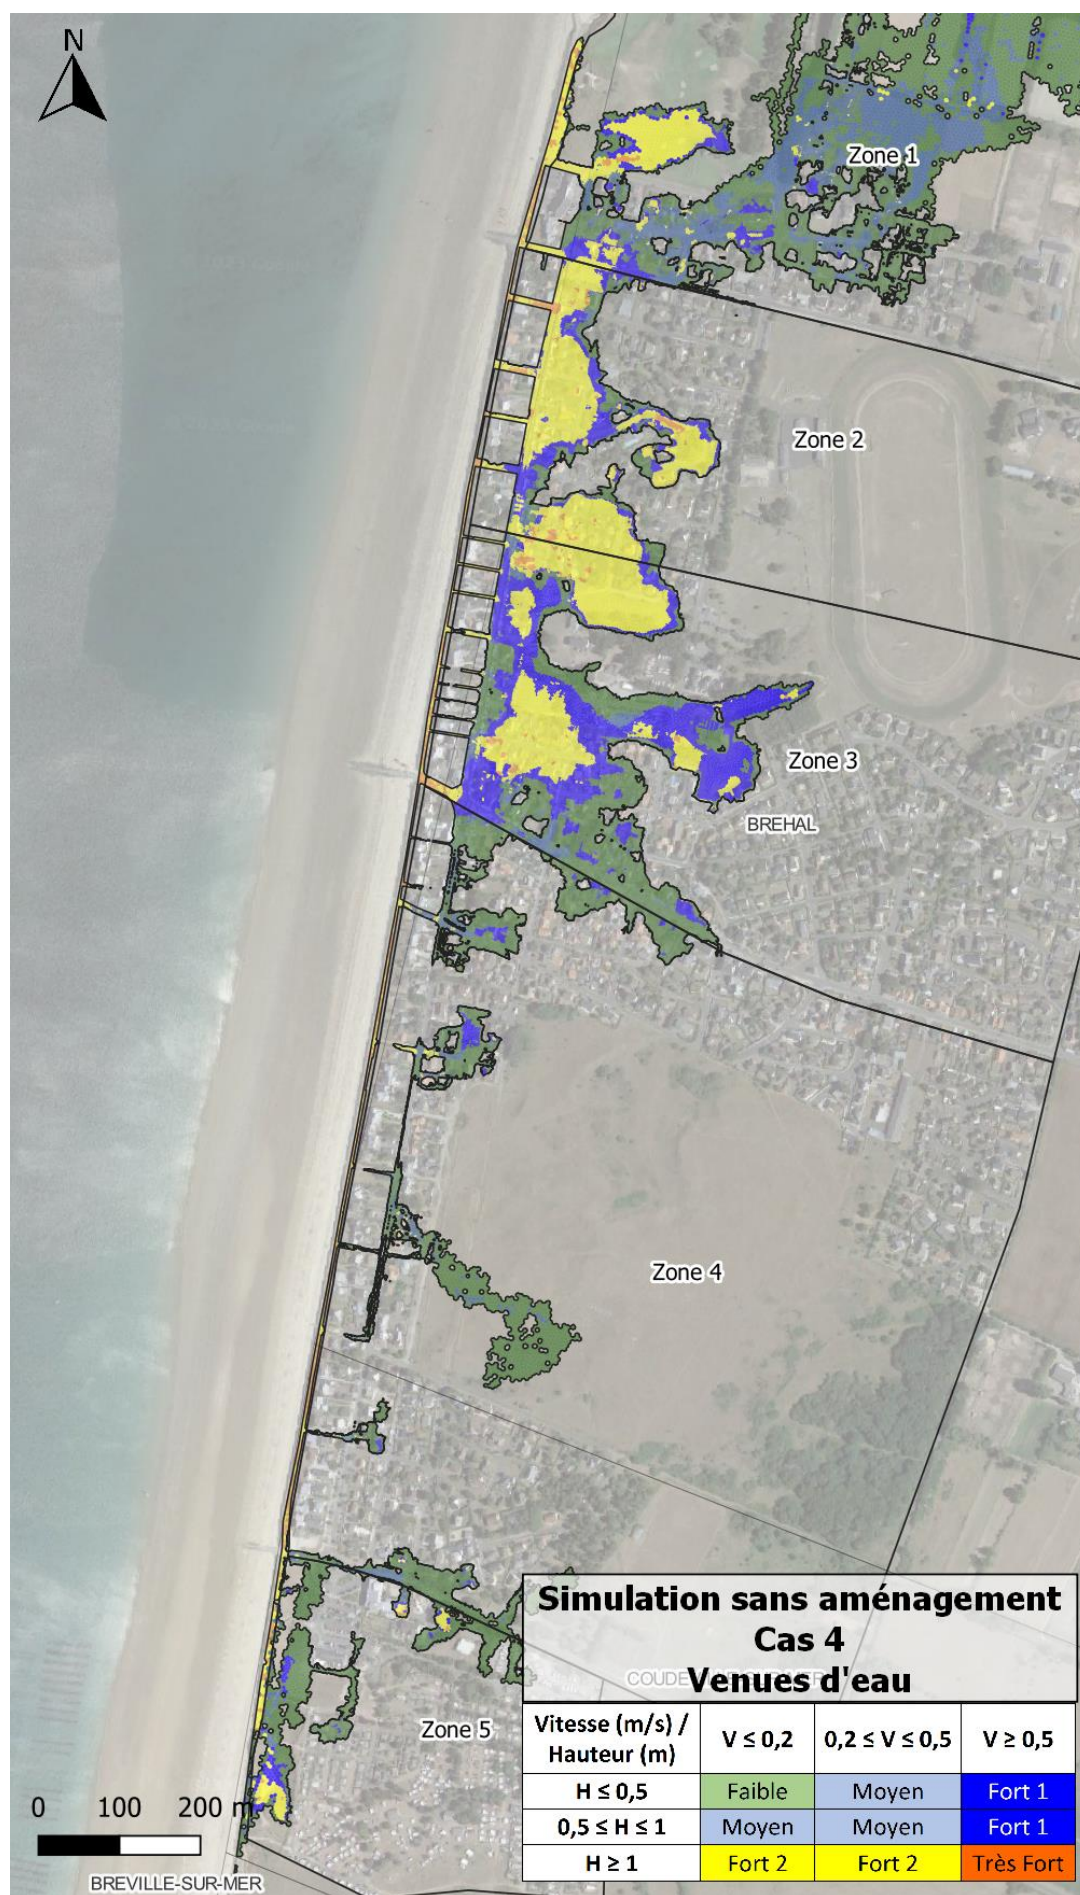 N
Zone 1
Zone 2
Zone 3
BREHAL
Zone 4
Zone 5
0 100 200 m
BREVILLE-SUR-MER
Simulation sans aménagement
Cas 4
Venues d'eau
Vitesse (m/s) / Hauteur (m) V ≤ 0,2 0,2 ≤ V ≤ 0,5 V ≥ 0,5
H ≤ 0,5 Faible Moyen Fort 1
0,5 ≤ H ≤ 1 Moyen Moyen Fort 1
H ≥ 1 Fort 2 Fort 2 Très Fort